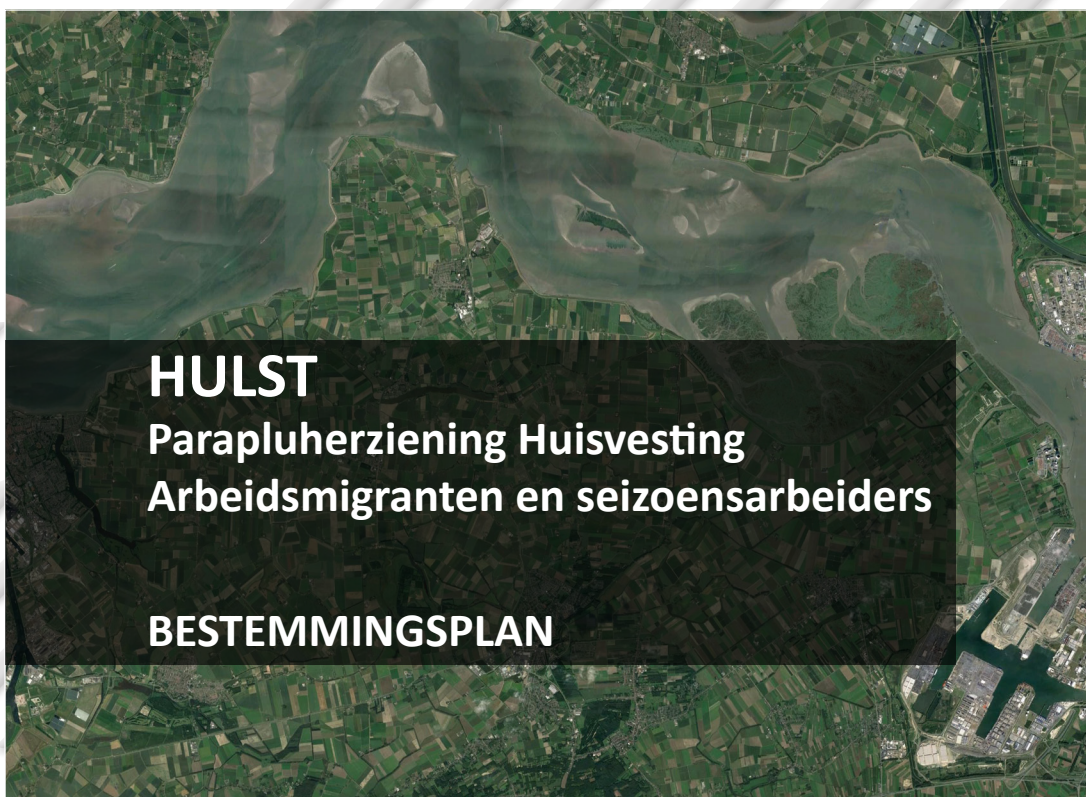 HULST
Parapluherziening Huisvesting
Arbeidsmigranten en seizoensarbeiders
BESTEMMINGSPLAN